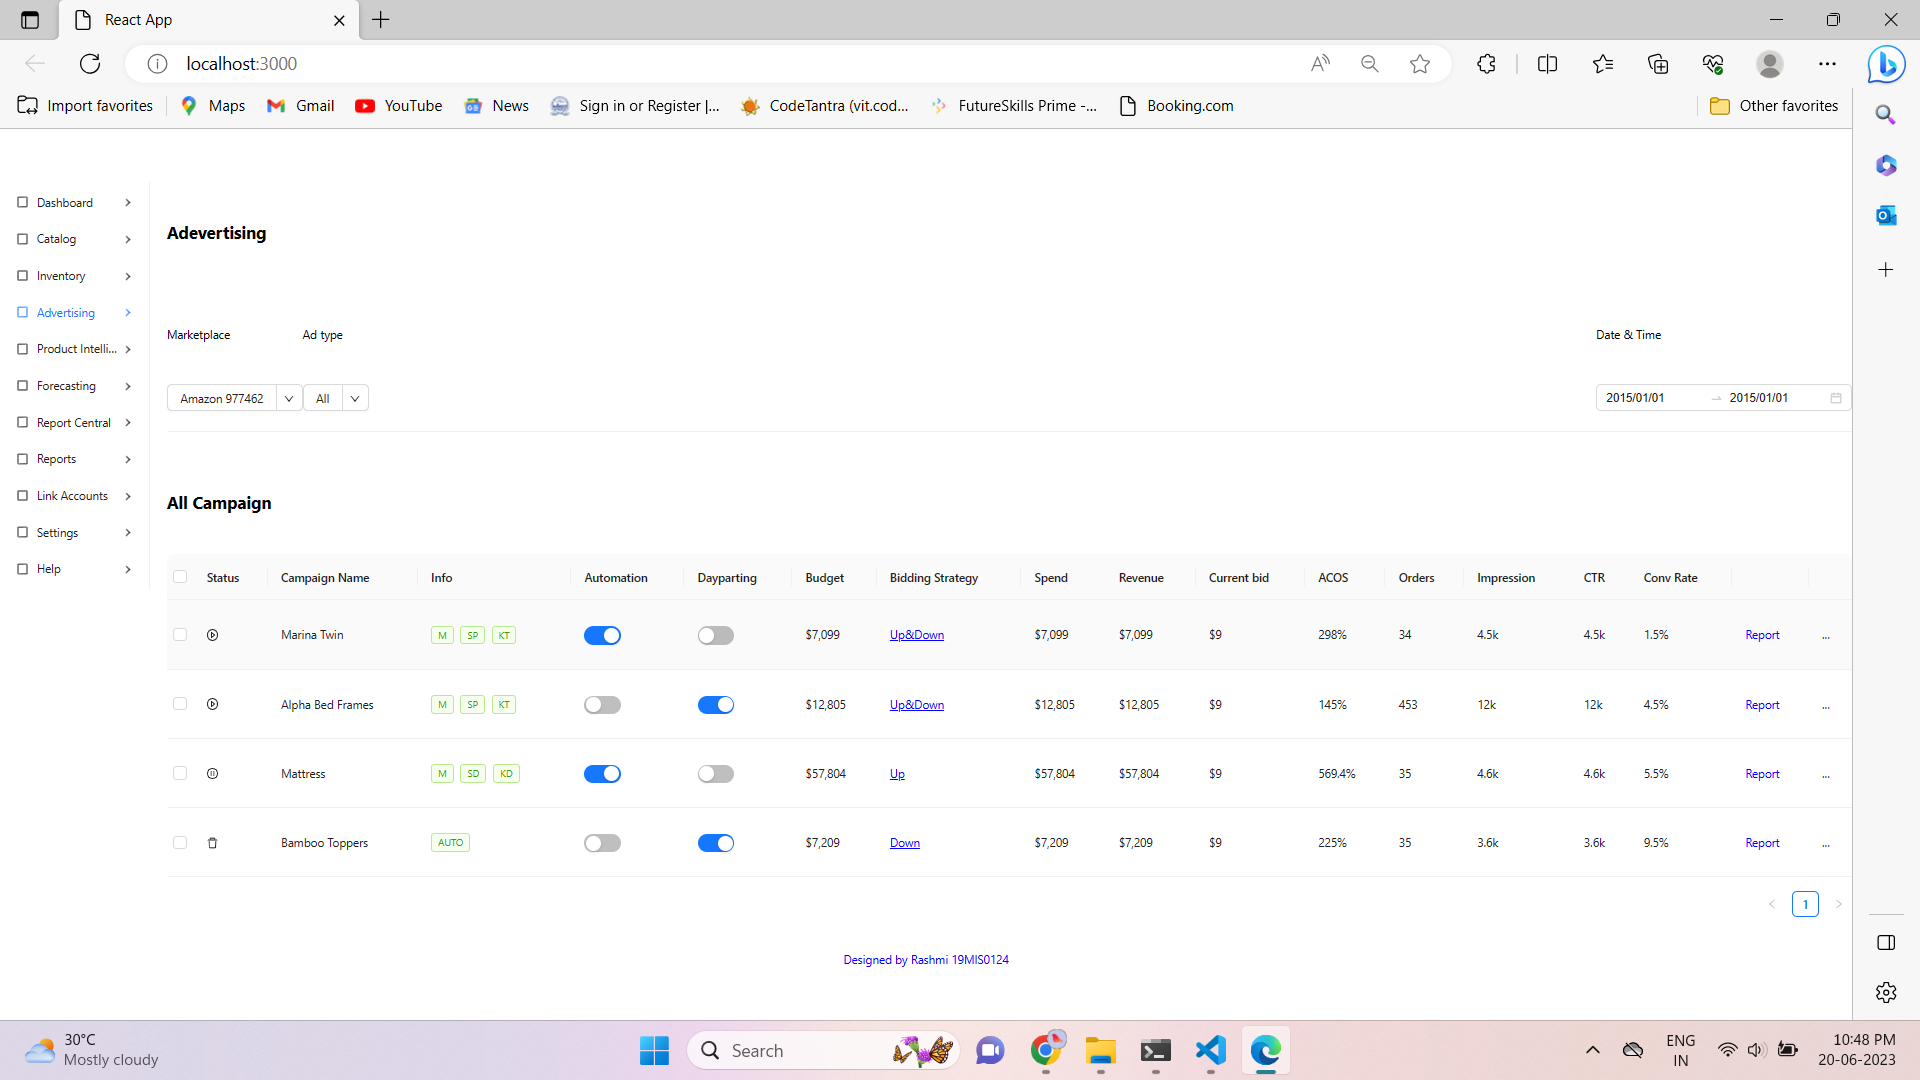 React App
localhost:3000
Import favorites Maps Gmail YouTube News Sign in or Register |... CodeTantra (vit.cod... FutureSkills Prime -... Booking.com Other favorites
Dashboard
Catalog
Inventory
Advertising
Product Intelli...
Forecasting
Report Central
Reports
Link Accounts
Settings
Help
Adevertising
Marketplace Ad type Date & Time
Amazon 977462 All 2015/01/01 → 2015/01/01
All Campaign
Status Campaign Name Info Automation Dayparting Budget Bidding Strategy Spend Revenue Current bid ACOS Orders Impression CTR Conv Rate
Marina Twin M SP KT $7,099 Up&Down $7,099 $7,099 $9 298% 34 4.5k 4.5k 1.5% Report ...
Alpha Bed Frames M SP KT $12,805 Up&Down $12,805 $12,805 $9 145% 453 12k 12k 4.5% Report ...
Mattress M SD KD $57,804 Up $57,804 $57,804 $9 569.4% 35 4.6k 4.6k 5.5% Report ...
Bamboo Toppers AUTO $7,209 Down $7,209 $7,209 $9 225% 35 3.6k 3.6k 9.5% Report ...
< 1 >
Designed by Rashmi 19MIS0124
30°C
Mostly cloudy
Search
ENG
IN
10:48 PM
20-06-2023